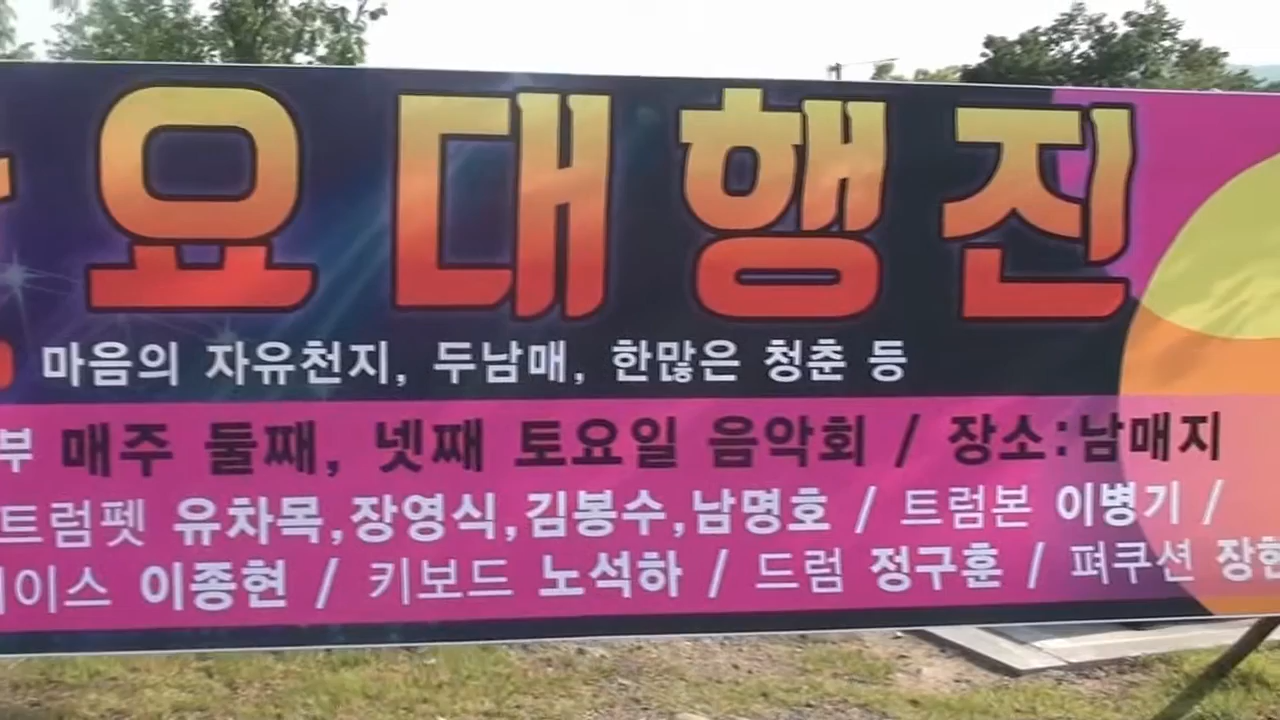 요대행진
마음의 자유천지, 두남매, 한많은 청춘 등
부 매주 둘째, 넷째 토요일 음악회 / 장소:남매지
트럼펫 유차목,장영식,김봉수,남명호 / 트럼본 이병기 /
이스 이종현 / 키보드 노석하 / 드럼 정구훈 / 펴쿠션